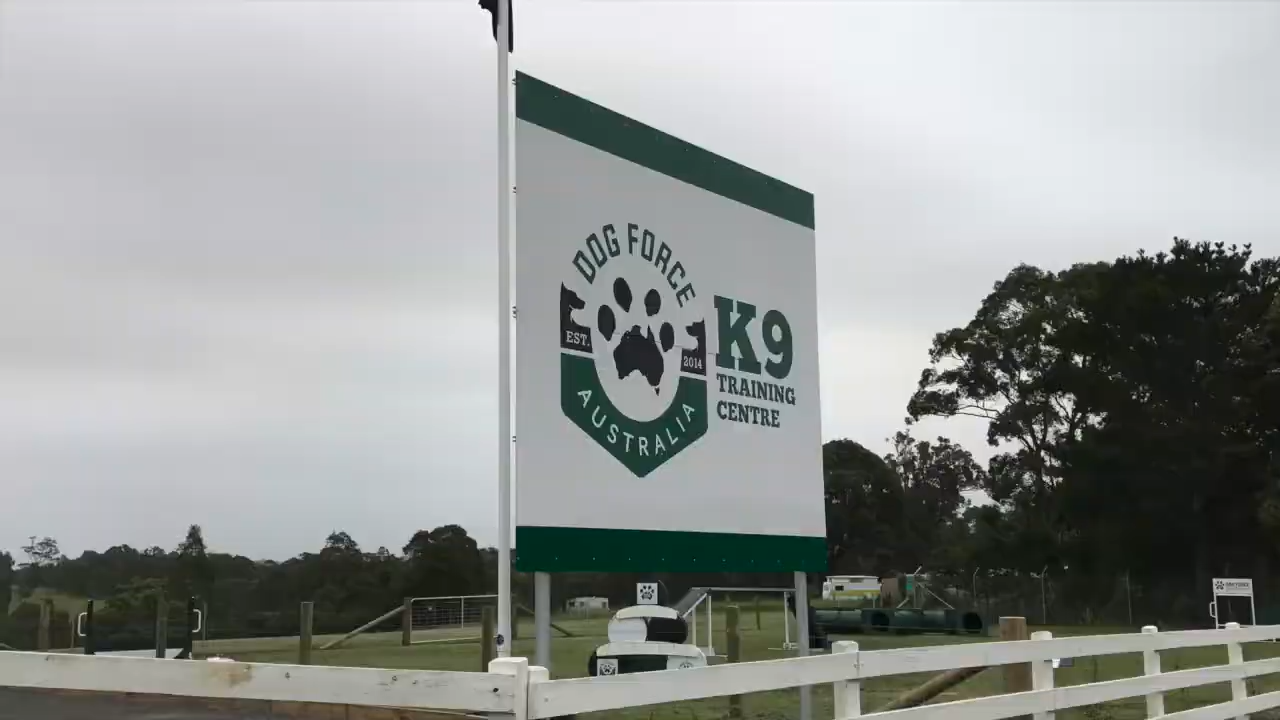 DOG FORCE
EST. 2014
AUSTRALIA
K9
TRAINING
CENTRE